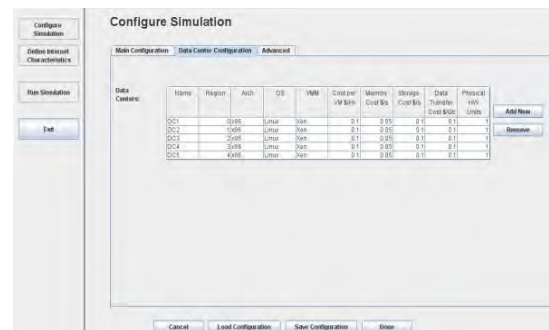 Configure Simulation
Configure
Simulation
Define Internet
Characteristics
Run Simulation
Exit
Main Configuration Data Center Configuration Advanced
Data
Centers:
Name Region Arch OS VMM Cost per VM $/Hr Memory Cost $/s Storage Cost $/s Data Transfer Cost $/Gb Physical HW Units
DC1 0 x86 Linux Xen 0.1 0.05 0.1 0.1 1
DC2 1 x86 Linux Xen 0.1 0.05 0.1 0.1 1
DC3 2 x86 Linux Xen 0.1 0.05 0.1 0.1 1
DC4 3 x86 Linux Xen 0.1 0.05 0.1 0.1 1
DC5 4 x86 Linux Xen 0.1 0.05 0.1 0.1 1
Add New
Remove
Cancel Load Configuration Save Configuration Done